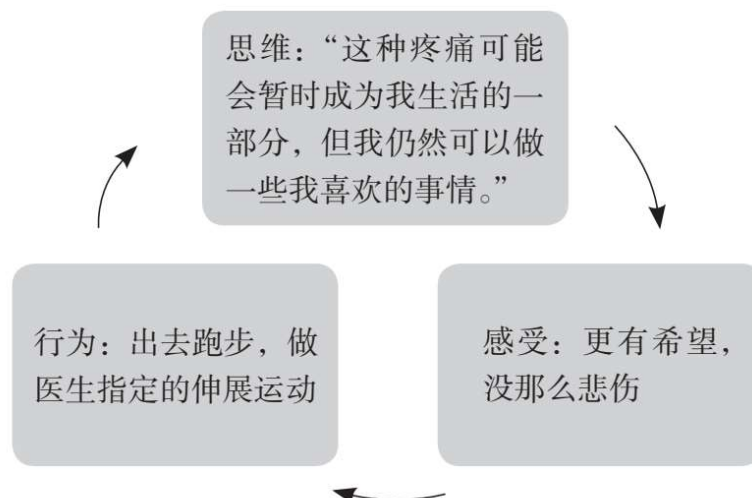 思维：“这种疼痛可能
会暂时成为我生活的一
部分，但我仍然可以做
一些我喜欢的事情。”
行为：出去跑步，做
医生指定的伸展运动
感受：更有希望，
没那么悲伤